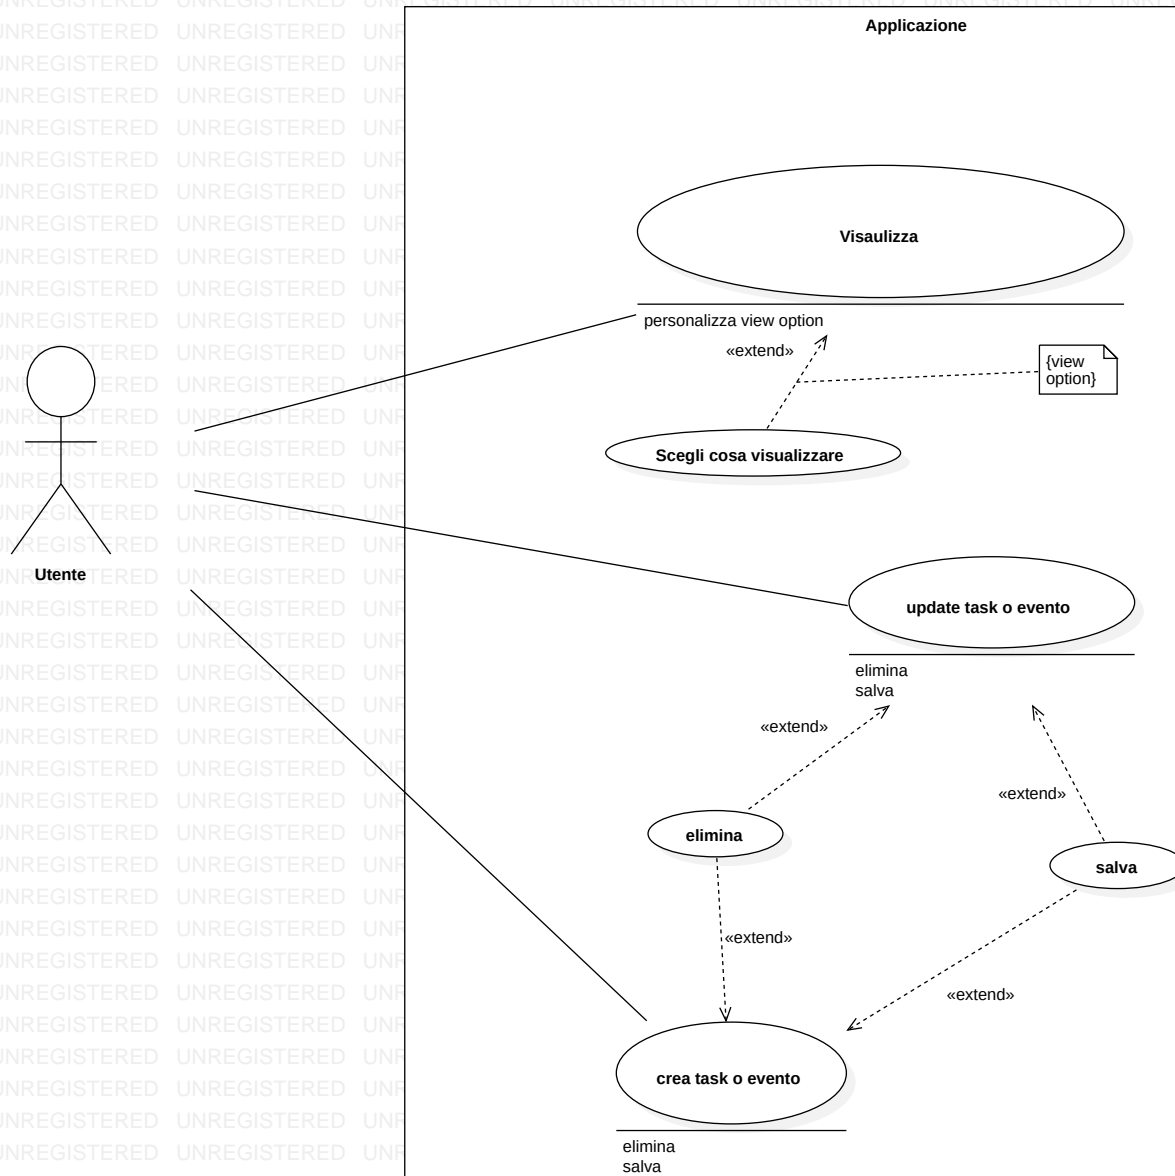 Applicazione
Visaulizza
personalizza view option
«extend»
{view
option}
Scegli cosa visualizzare
Utente
update task o evento
elimina
salva
«extend»
«extend»
elimina
salva
«extend»
«extend»
crea task o evento
elimina
salva
UNREGISTERED